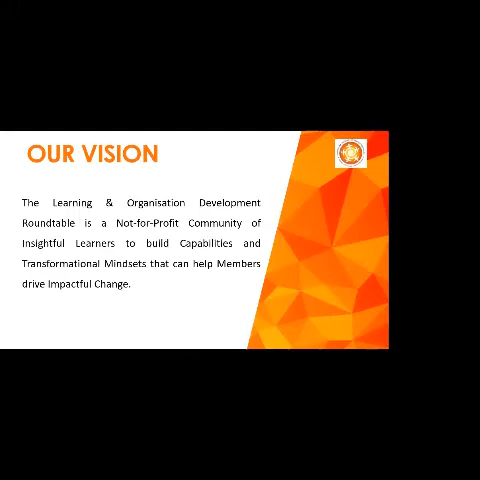 OUR VISION
The Learning & Organisation Development
Roundtable is a Not-for-Profit Community of
Insightful Learners to build Capabilities and
Transformational Mindsets that can help Members
drive Impactful Change.